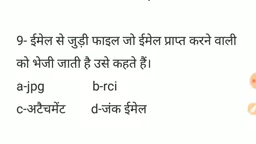 9- ईमेल से जुड़ी फाइल जो ईमेल प्राप्त करने वाली
को भेजी जाती है उसे कहते हैं।
a-jpg b-rci
c-अटैचमेंट d-जंक ईमेल